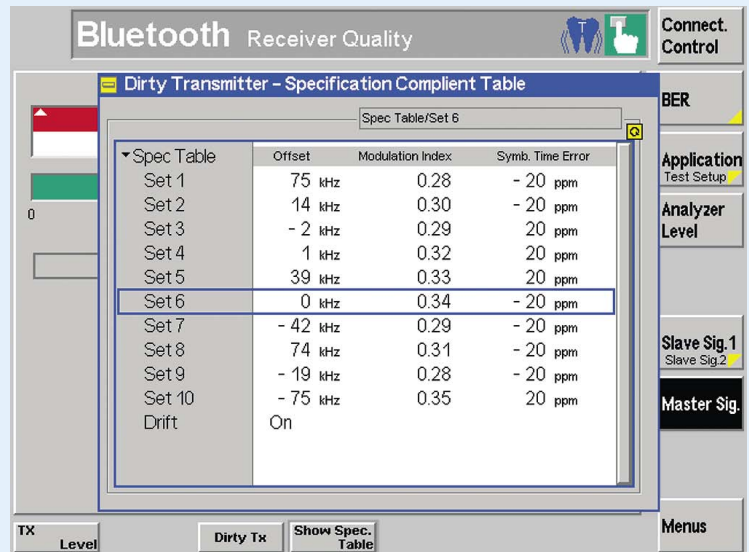 Bluetooth Receiver Quality
T
Connect.
Control
Dirty Transmitter – Specification Complient Table
BER
Spec Table/Set 6
Q
Spec Table Offset Modulation Index Symb. Time Error
Set 1 75 kHz 0.28 - 20 ppm
Set 2 14 kHz 0.30 - 20 ppm
Set 3 - 2 kHz 0.29 20 ppm
Set 4 1 kHz 0.32 20 ppm
Set 5 39 kHz 0.33 20 ppm
Set 6 0 kHz 0.34 - 20 ppm
Set 7 - 42 kHz 0.29 - 20 ppm
Set 8 74 kHz 0.31 - 20 ppm
Set 9 - 19 kHz 0.28 - 20 ppm
Set 10 - 75 kHz 0.35 20 ppm
Drift On
0
Application
Test Setup
Analyzer
Level
Slave Sig.1
Slave Sig.2
Master Sig.
Menus
TX
Level
Dirty Tx
Show Spec.
Table